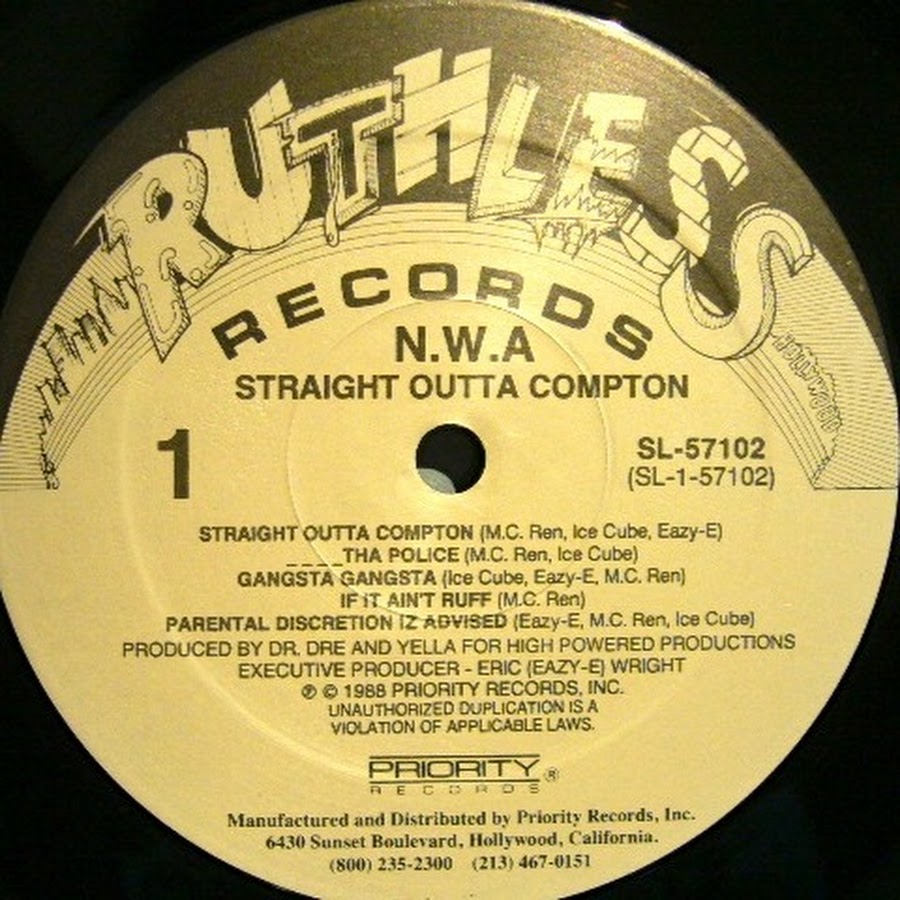 RUTHLESS
RECORDS
N.W.A
STRAIGHT OUTTA COMPTON
1
SL-57102
(SL-1-57102)
STRAIGHT OUTTA COMPTON (M.C. Ren, Ice Cube, Eazy-E)
_ _ _ _THA POLICE (M.C. Ren, Ice Cube)
GANGSTA GANGSTA (Ice Cube, Eazy-E, M.C. Ren)
IF IT AIN'T RUFF (M.C. Ren)
PARENTAL DISCRETION IZ ADVISED (Eazy-E, M.C. Ren, Ice Cube)
PRODUCED BY DR. DRE AND YELLA FOR HIGH POWERED PRODUCTIONS
EXECUTIVE PRODUCER - ERIC (EAZY-E) WRIGHT
℗ © 1988 PRIORITY RECORDS, INC.
UNAUTHORIZED DUPLICATION IS A
VIOLATION OF APPLICABLE LAWS.
PRIORITY ®
RECORDS
Manufactured and Distributed by Priority Records, Inc.
6430 Sunset Boulevard, Hollywood, California.
(800) 235-2300 (213) 467-0151